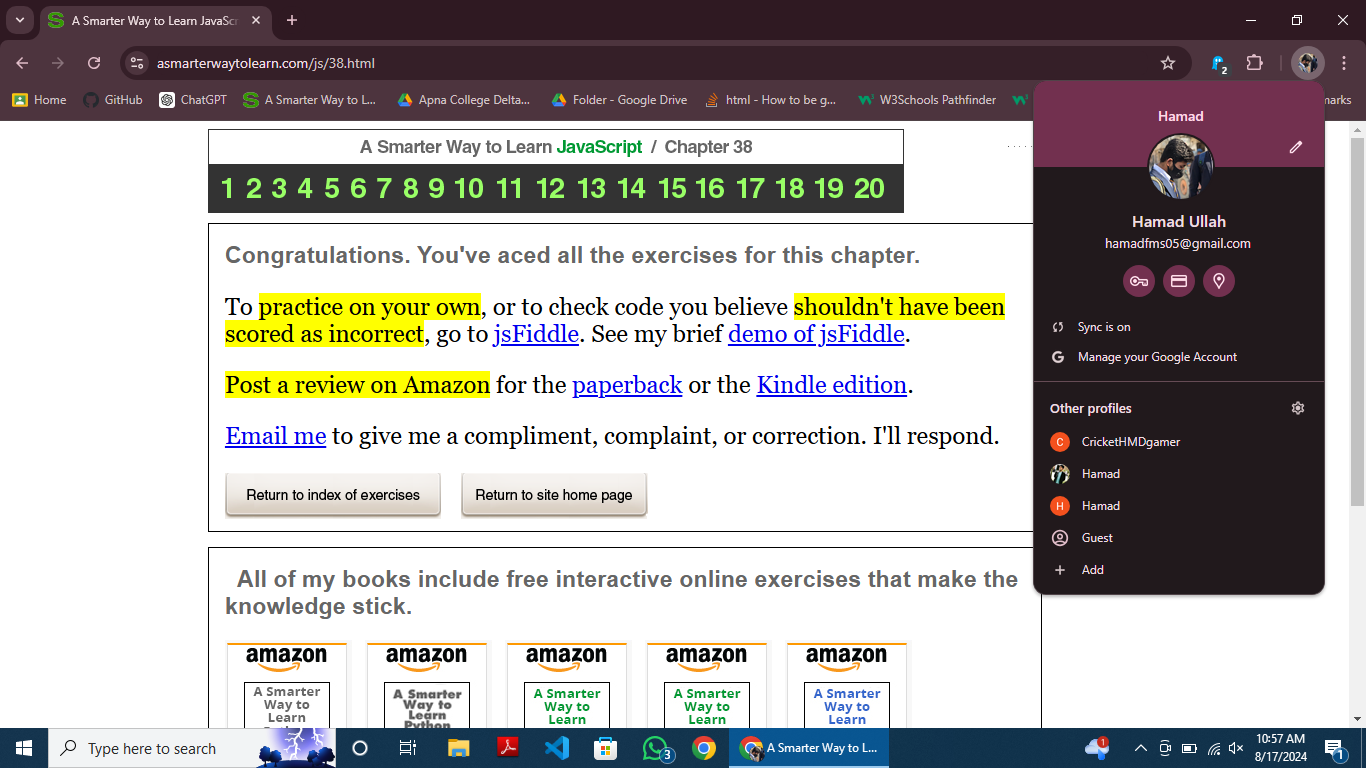 A Smarter Way to Learn JavaScr
asmarterwaytolearn.com/js/38.html
2
Home
GitHub
ChatGPT
A Smarter Way to L...
Apna College Delta...
Folder - Google Drive
html - How to be g...
W3Schools Pathfinder
marks
A Smarter Way to Learn JavaScript / Chapter 38
1 2 3 4 5 6 7 8 9 10 11 12 13 14 15 16 17 18 19 20
Congratulations. You've aced all the exercises for this chapter.
To practice on your own, or to check code you believe shouldn't have been
scored as incorrect, go to jsFiddle. See my brief demo of jsFiddle.
Post a review on Amazon for the paperback or the Kindle edition.
Email me to give me a compliment, complaint, or correction. I'll respond.
Return to index of exercises
Return to site home page
All of my books include free interactive online exercises that make the
knowledge stick.
amazon amazon amazon amazon amazon
A Smarter A Smarter A Smarter A Smarter A Smarter
Way to Way to Way to Way to Way to
Learn Learn Learn Learn Learn
Hamad
Hamad Ullah
hamadfms05@gmail.com
Sync is on
G Manage your Google Account
Other profiles
C CricketHMDgamer
Hamad
H Hamad
Guest
Add
Type here to search
3
A Smarter Way to L...
1
10:57 AM
8/17/2024
1